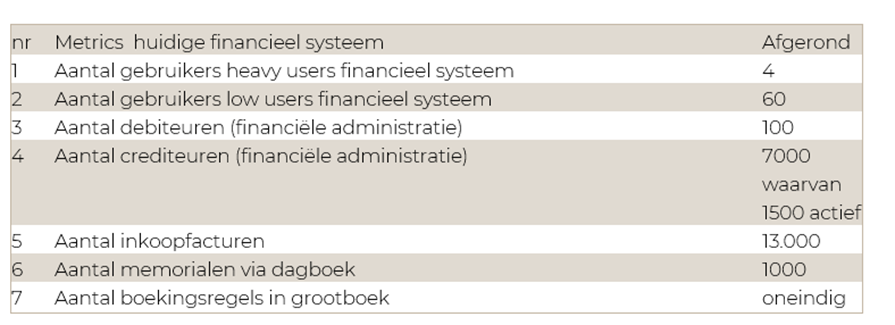 nr Metrics huidige financieel systeem Afgerond
1 Aantal gebruikers heavy users financieel systeem 4
2 Aantal gebruikers low users financieel systeem 60
3 Aantal debiteuren (financiële administratie) 100
4 Aantal crediteuren (financiële administratie) 7000
waarvan
1500 actief
5 Aantal inkoopfacturen 13.000
6 Aantal memorialen via dagboek 1000
7 Aantal boekingsregels in grootboek oneindig